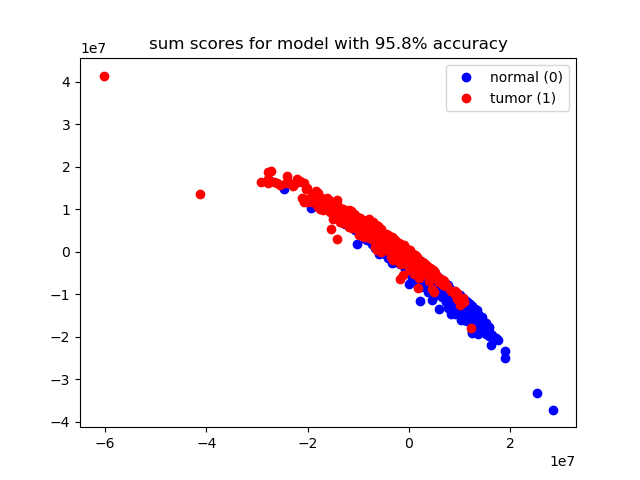 sum scores for model with 95.8% accuracy
1e7
normal (0)
tumor (1)
4
3
2
1
0
−1
−2
−3
−4
−6
−4
−2
0
2
1e7